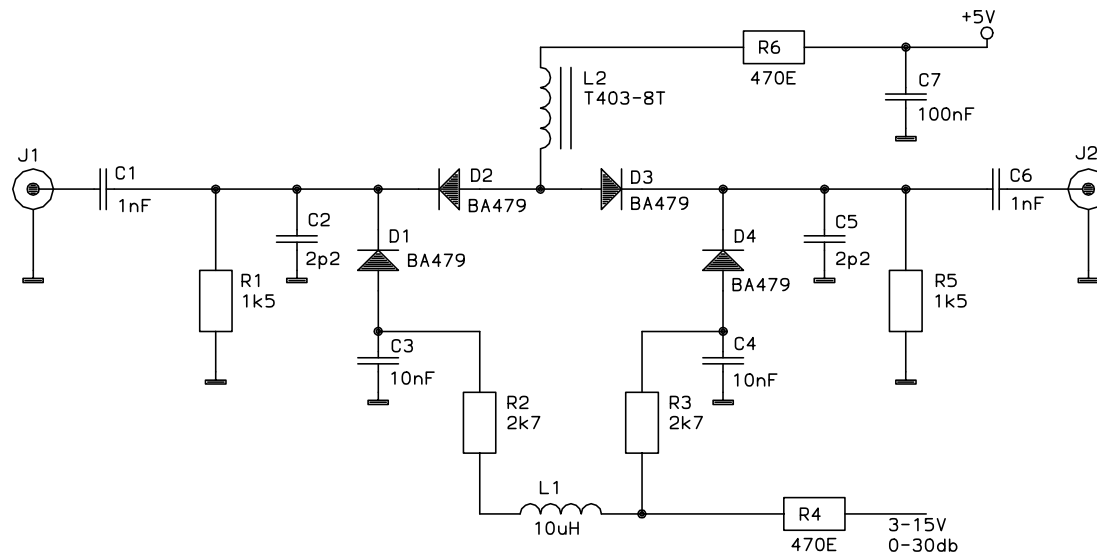 +5V
R6
470E
L2
T403-8T
C7
100nF
J1
C1
1nF
D2
BA479
D3
BA479
C6
1nF
J2
C2
2p2
D1
BA479
D4
BA479
C5
2p2
R1
1k5
R5
1k5
C3
10nF
C4
10nF
R2
2k7
R3
2k7
L1
10uH
R4
470E
3-15V
0-30db